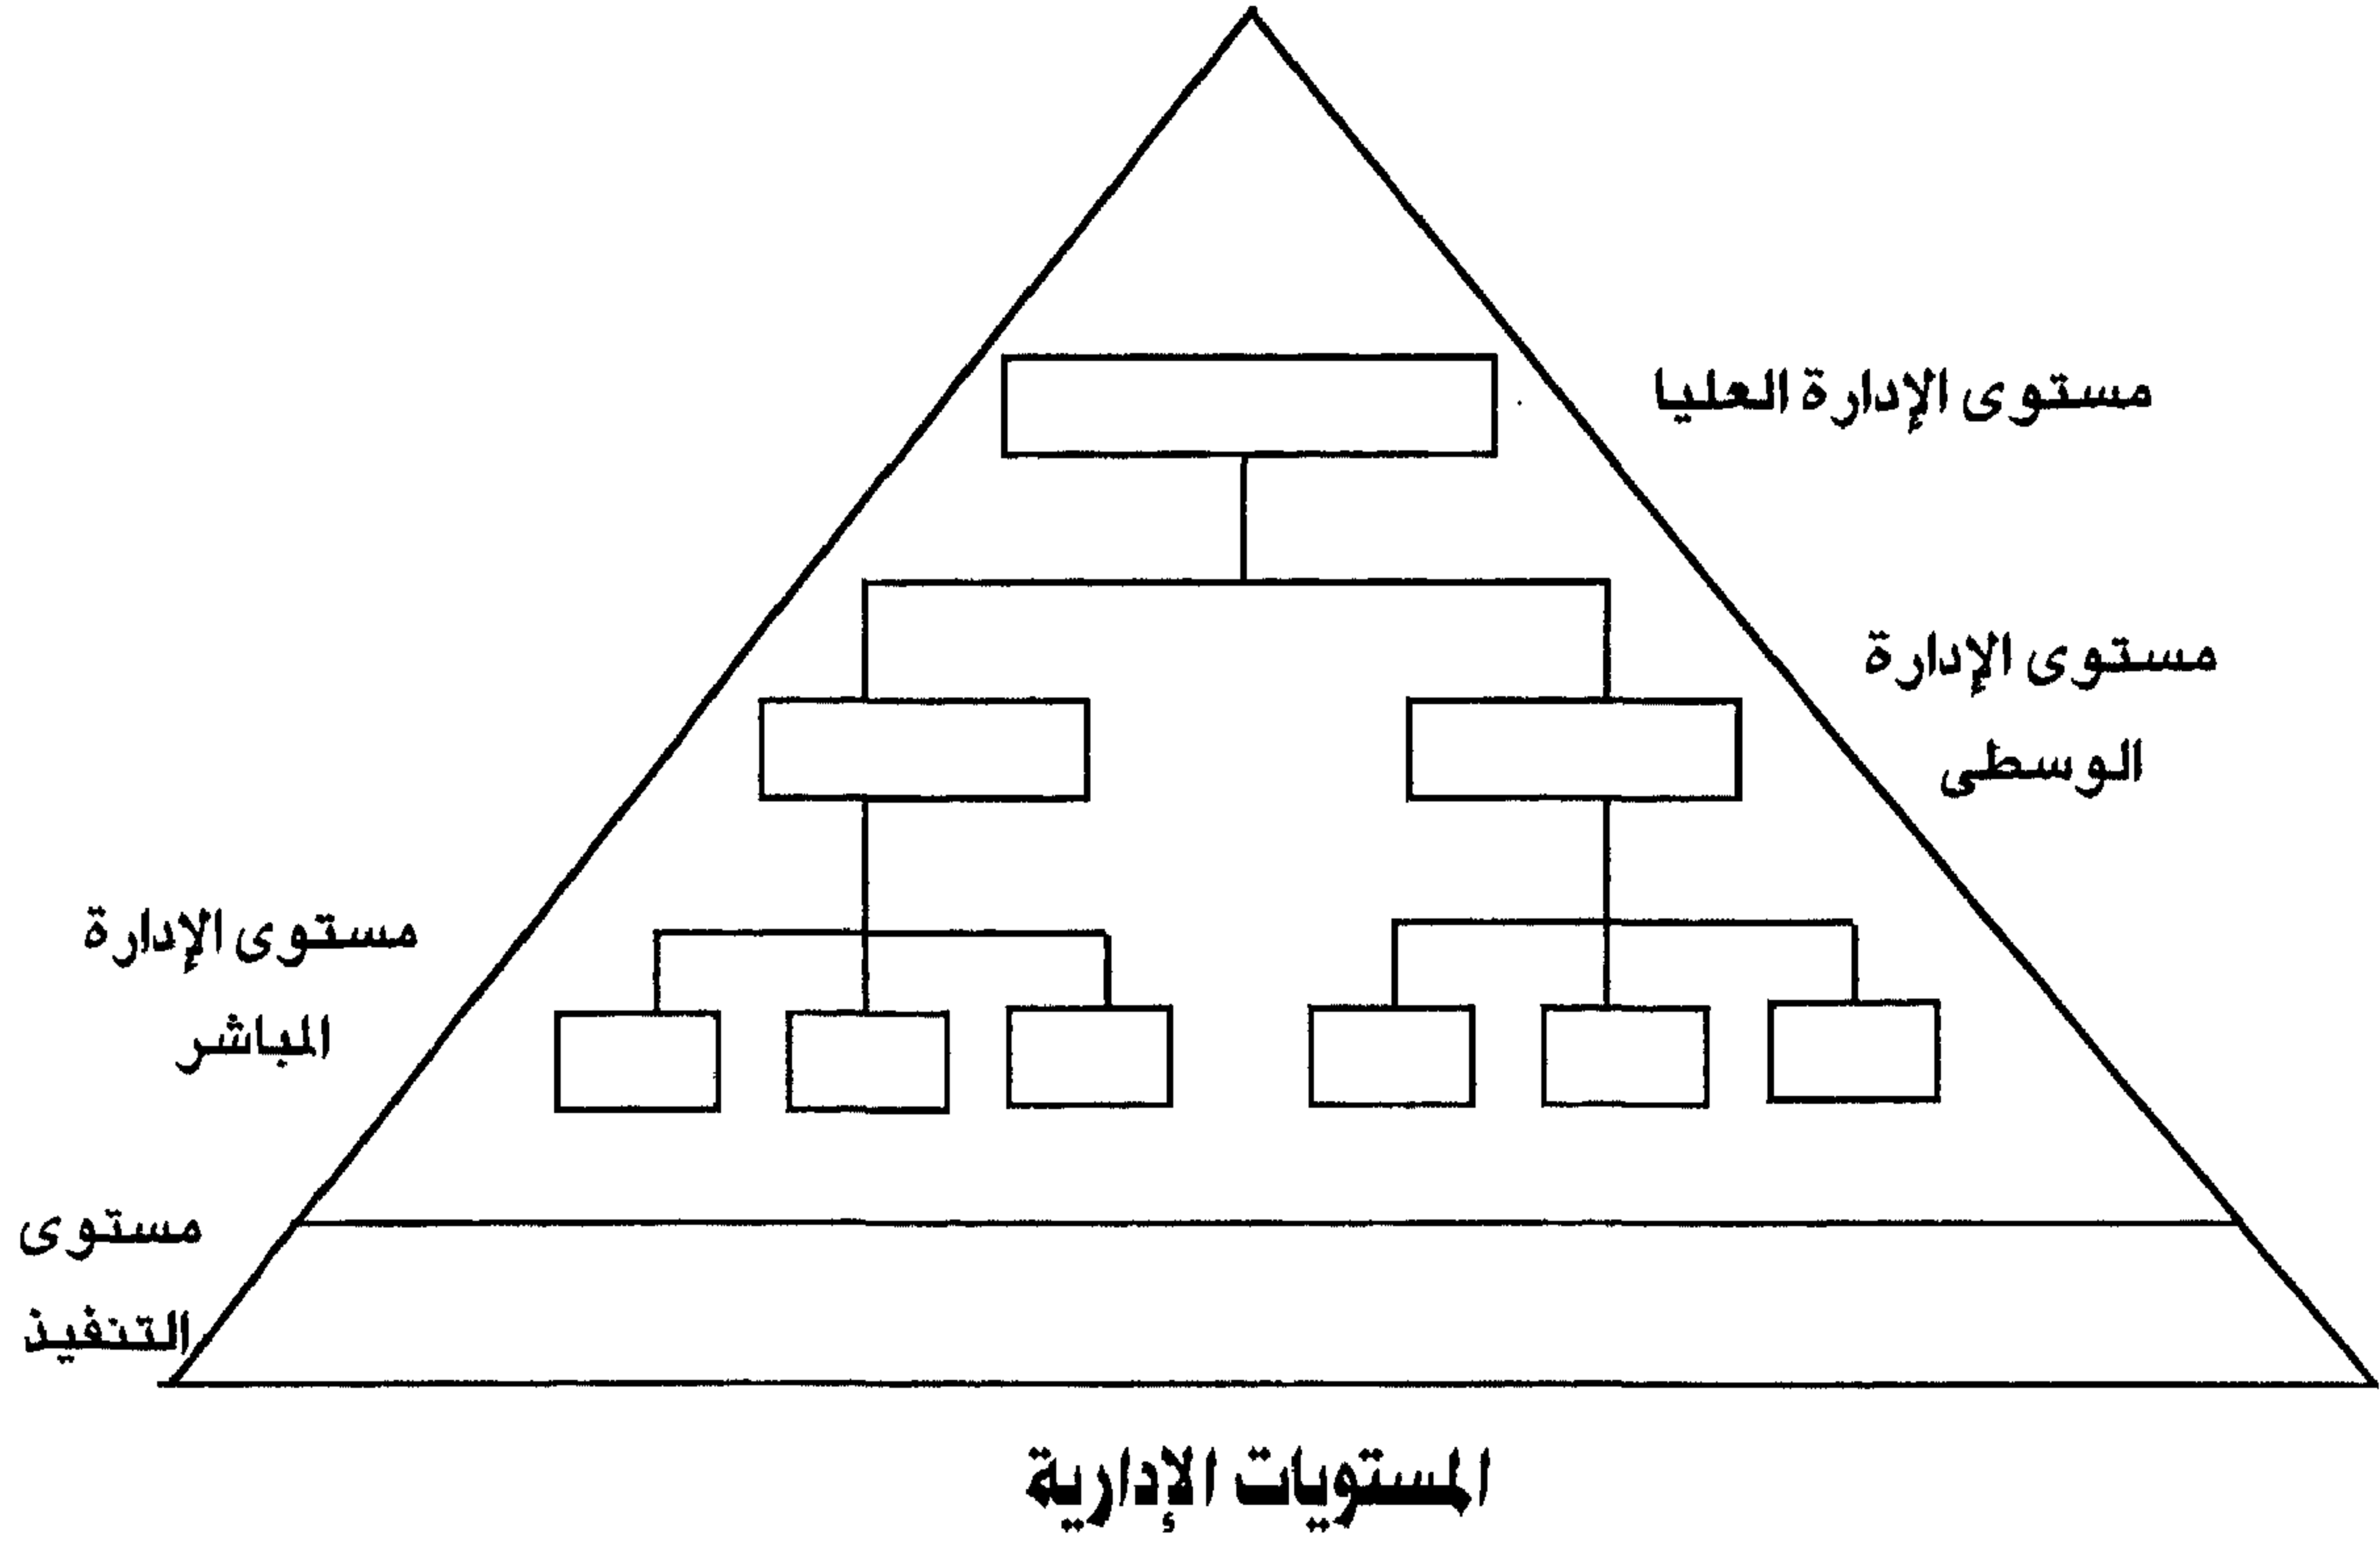 مستوى الإدارة العليا
مستوى الإدارة
الوسطى
مستوى الإدارة
المباشر
مستوى
التنفيذ
المستويات الإدارية